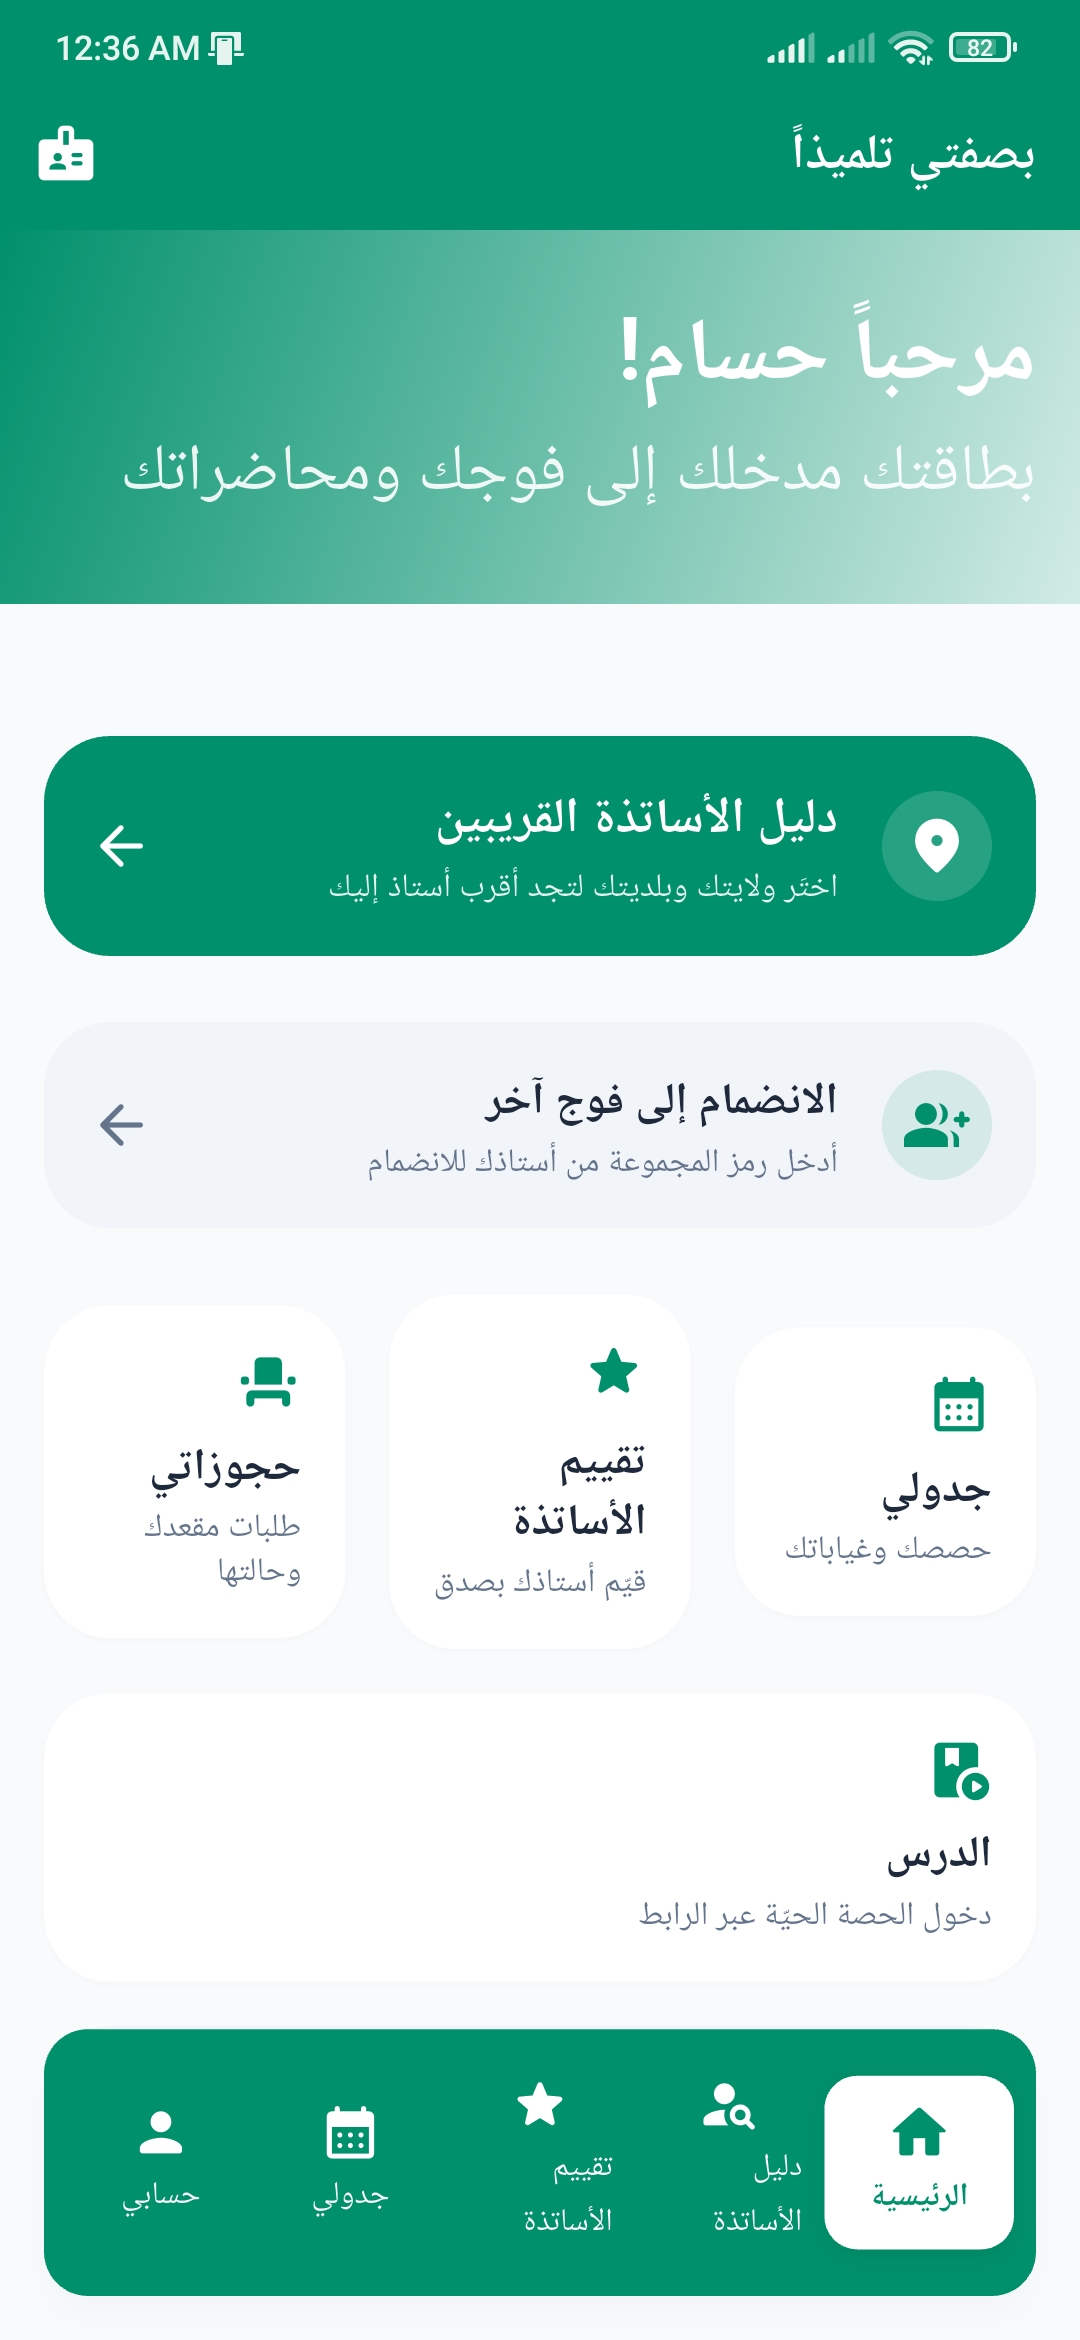 12:36 AM
82
بصفتي تلميذاً
مرحباً حسام!
بطاقتك مدخلك إلى فوجك ومحاضراتك
دليل الأساتذة القريبين
اختَر ولايتك وبلديتك لتجد أقرب أستاذ إليك
الانضمام إلى فوج آخر
أدخل رمز المجموعة من أستاذك للانضمام
جدولي
حصصك وغياباتك
تقييم
الأساتذة
قيّم أستاذك بصدق
حجوزاتي
طلبات مقعدك
وحالتها
الدرس
دخول الحصة الحيّة عبر الرابط
الرئيسية
دليل
الأساتذة
تقييم
الأساتذة
جدولي
حسابي